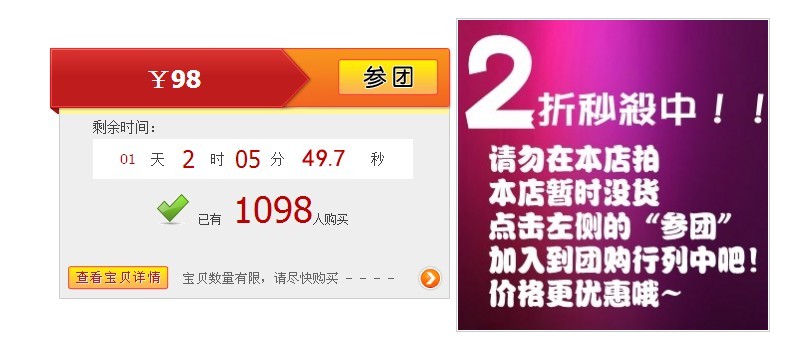 ￥98
参团
剩余时间：
01 天 2 时 05 分 49.7 秒
已有 1098人购买
查看宝贝详情
宝贝数量有限，请尽快购买 - - - -
2折秒殺中！！
请勿在本店拍
本店暂时没货
点击左侧的“参团”
加入到团购行列中吧！
价格更优惠哦~